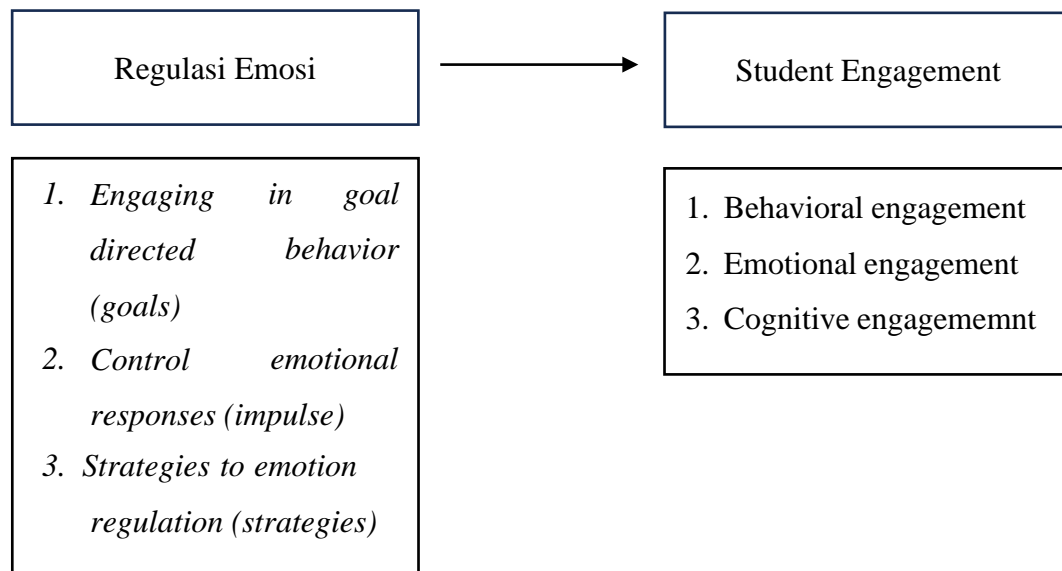 Regulasi Emosi
Student Engagement
1. Engaging in goal
directed behavior
(goals)
2. Control emotional
responses (impulse)
3. Strategies to emotion
regulation (strategies)
1. Behavioral engagement
2. Emotional engagement
3. Cognitive engagememnt